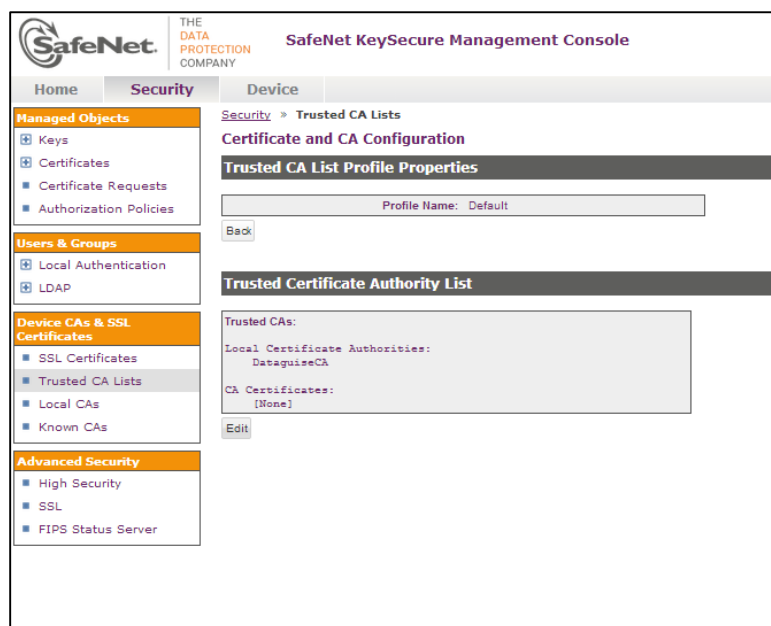 SafeNet.
THE
DATA
PROTECTION
COMPANY
SafeNet KeySecure Management Console
Home Security Device
Managed Objects
Keys
Certificates
Certificate Requests
Authorization Policies
Users & Groups
Local Authentication
LDAP
Device CAs & SSL
Certificates
SSL Certificates
Trusted CA Lists
Local CAs
Known CAs
Advanced Security
High Security
SSL
FIPS Status Server
Security » Trusted CA Lists
Certificate and CA Configuration
Trusted CA List Profile Properties
Profile Name: Default
Back
Trusted Certificate Authority List
Trusted CAs:
Local Certificate Authorities:
DataguiseCA
CA Certificates:
[None]
Edit